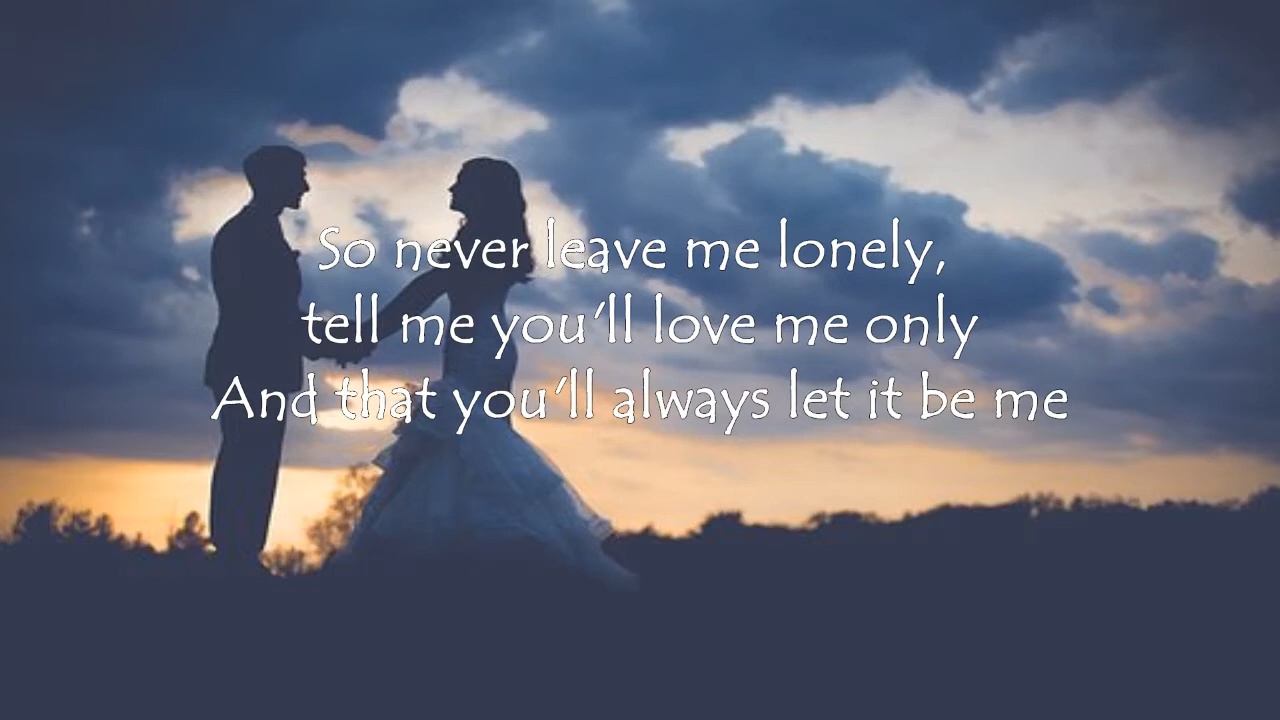 So never leave me lonely,
tell me you'll love me only
And that you'll always let it be me